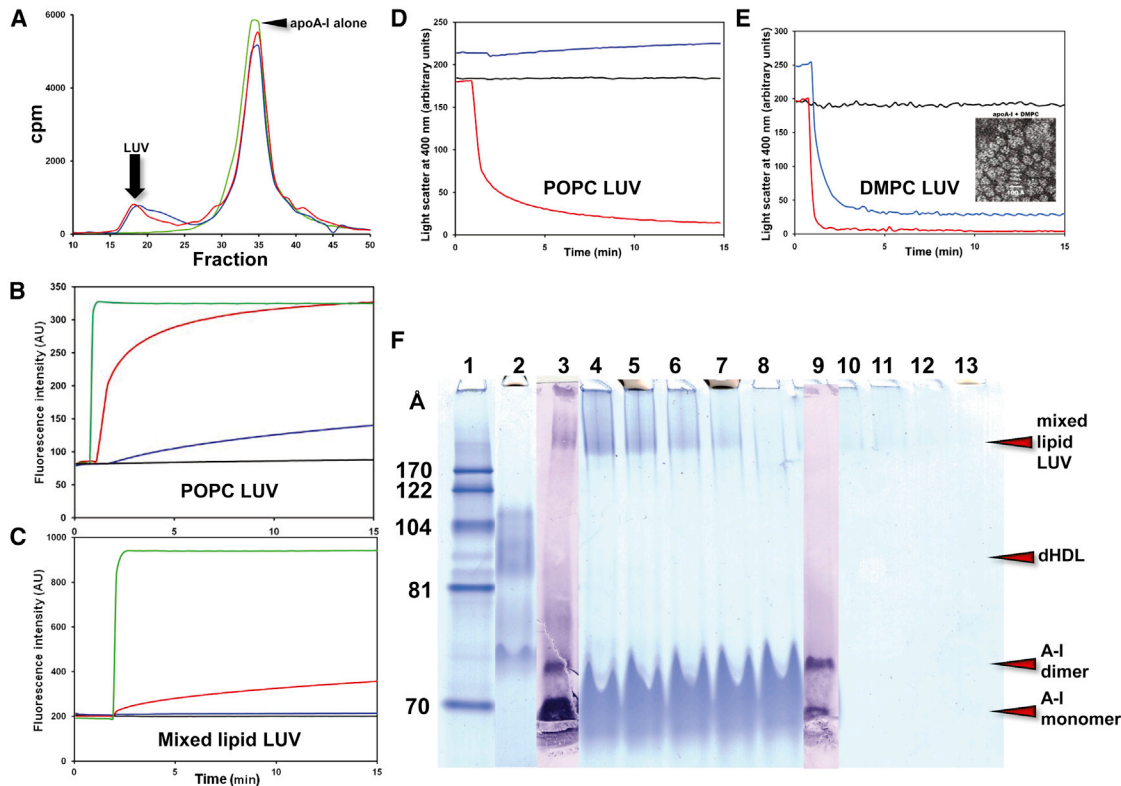 A
6000
4000
2000
0
cpm
LUV
apoA-I alone
10 15 20 25 30 35 40 45 50
Fraction
B
350
300
250
200
150
100
50
0
Fluorescence intensity (AU)
POPC LUV
0 5 10 15
C
1000
800
600
400
200
0
Fluorescence intensity (AU)
Mixed lipid LUV
0 5 10 15
Time (min)
D
250
200
150
100
50
0
Light scatter at 400 nm (arbitrary units)
POPC LUV
0 5 10 15
Time (min)
E
300
250
200
150
100
50
0
Light scatter at 400 nm (arbitrary units)
apoA-I + DMPC
100 Å
DMPC LUV
0 5 10 15
Time (min)
F
1 2 3 4 5 6 7 8 9 10 11 12 13
Å
170
122
104
81
70
mixed
lipid
LUV
dHDL
A-I
dimer
A-I
monomer